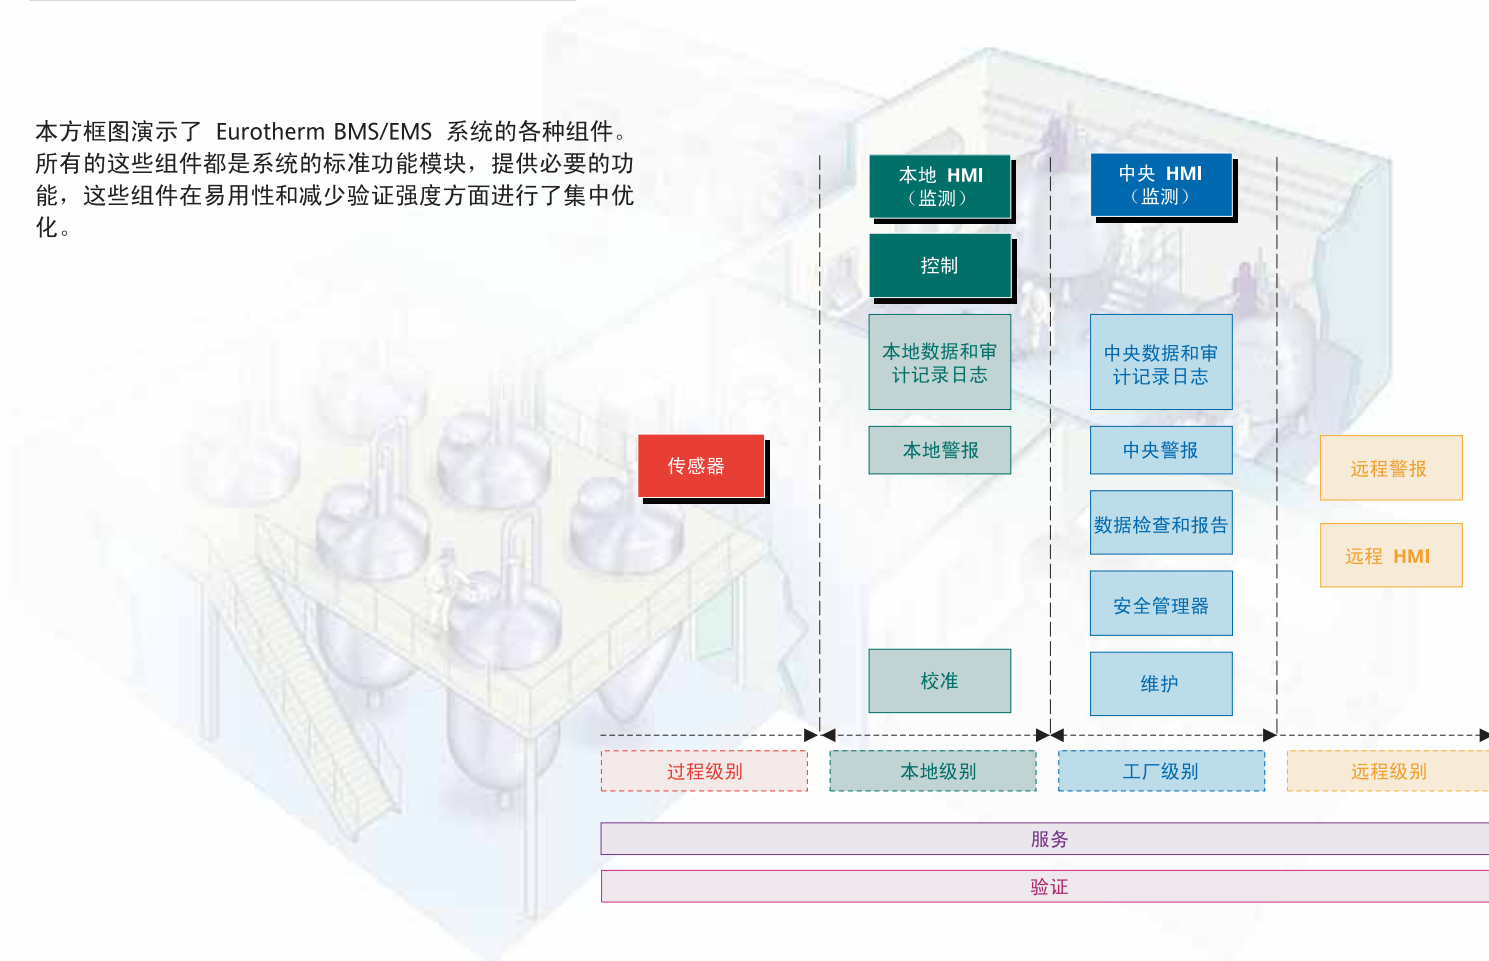 本方框图演示了 Eurotherm BMS/EMS 系统的各种组件。
所有的这些组件都是系统的标准功能模块，提供必要的功
能，这些组件在易用性和减少验证强度方面进行了集中优
化。
本地 HMI
（监测）
中央 HMI
（监测）
控制
本地数据和审
计记录日志
中央数据和审
计记录日志
传感器
本地警报
中央警报
远程警报
数据检查和报告
远程 HMI
安全管理器
校准
维护
过程级别
本地级别
工厂级别
远程级别
服务
验证